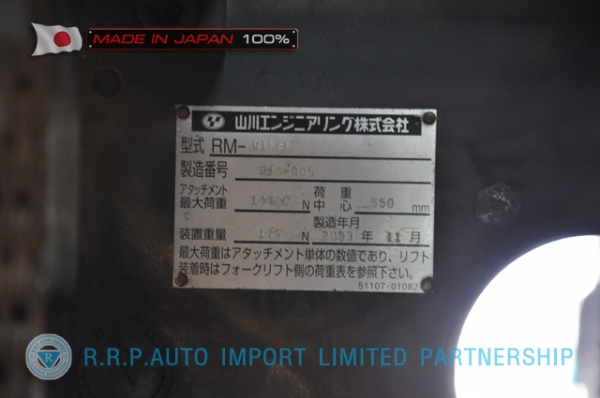 MADE IN JAPAN 100%
山川エンジニアリング株式会社
型式 RM-
製造番号
アタッチメント 荷重
最大荷重 N 中心 550 mm
製造年月
装置重量 N 2003 年 11 月
最大荷重はアタッチメント単体の数値であり、リフト
装着時はフォークリフト側の荷重表を参照下さい。
51107-01082
R.R.P.AUTO IMPORT LIMITED PARTNERSHIP